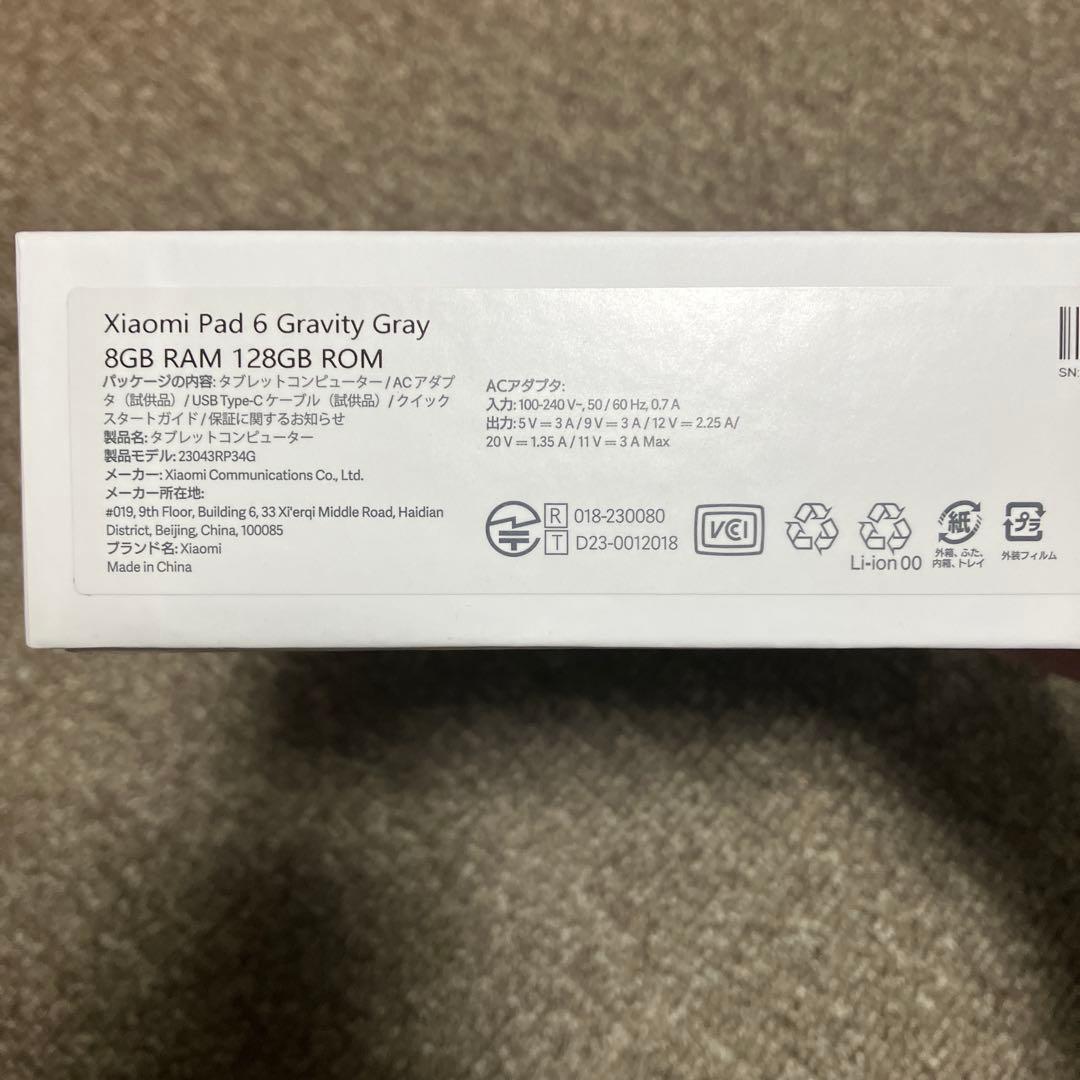 Xiaomi Pad 6 Gravity Gray
8GB RAM 128GB ROM
パッケージの内容: タブレットコンピューター / AC アダプ
タ（試供品）/ USB Type-C ケーブル（試供品）/ クイック
スタートガイド / 保証に関するお知らせ
製品名: タブレットコンピューター
製品モデル: 23043RP34G
メーカー: Xiaomi Communications Co., Ltd.
メーカー所在地:
#019, 9th Floor, Building 6, 33 Xi'erqi Middle Road, Haidian
District, Beijing, China, 100085
ブランド名: Xiaomi
Made in China
ACアダプタ:
入力: 100-240 V~, 50 / 60 Hz, 0.7 A
出力: 5 V ⎓ 3 A / 9 V ⎓ 3 A / 12 V ⎓ 2.25 A/
20 V ⎓ 1.35 A / 11 V ⎓ 3 A Max
R 018-230080
T D23-0012018
VCI
Li-ion 00
紙
外箱、ふた、
内箱、トレイ
プラ
外装フィルム
SN: